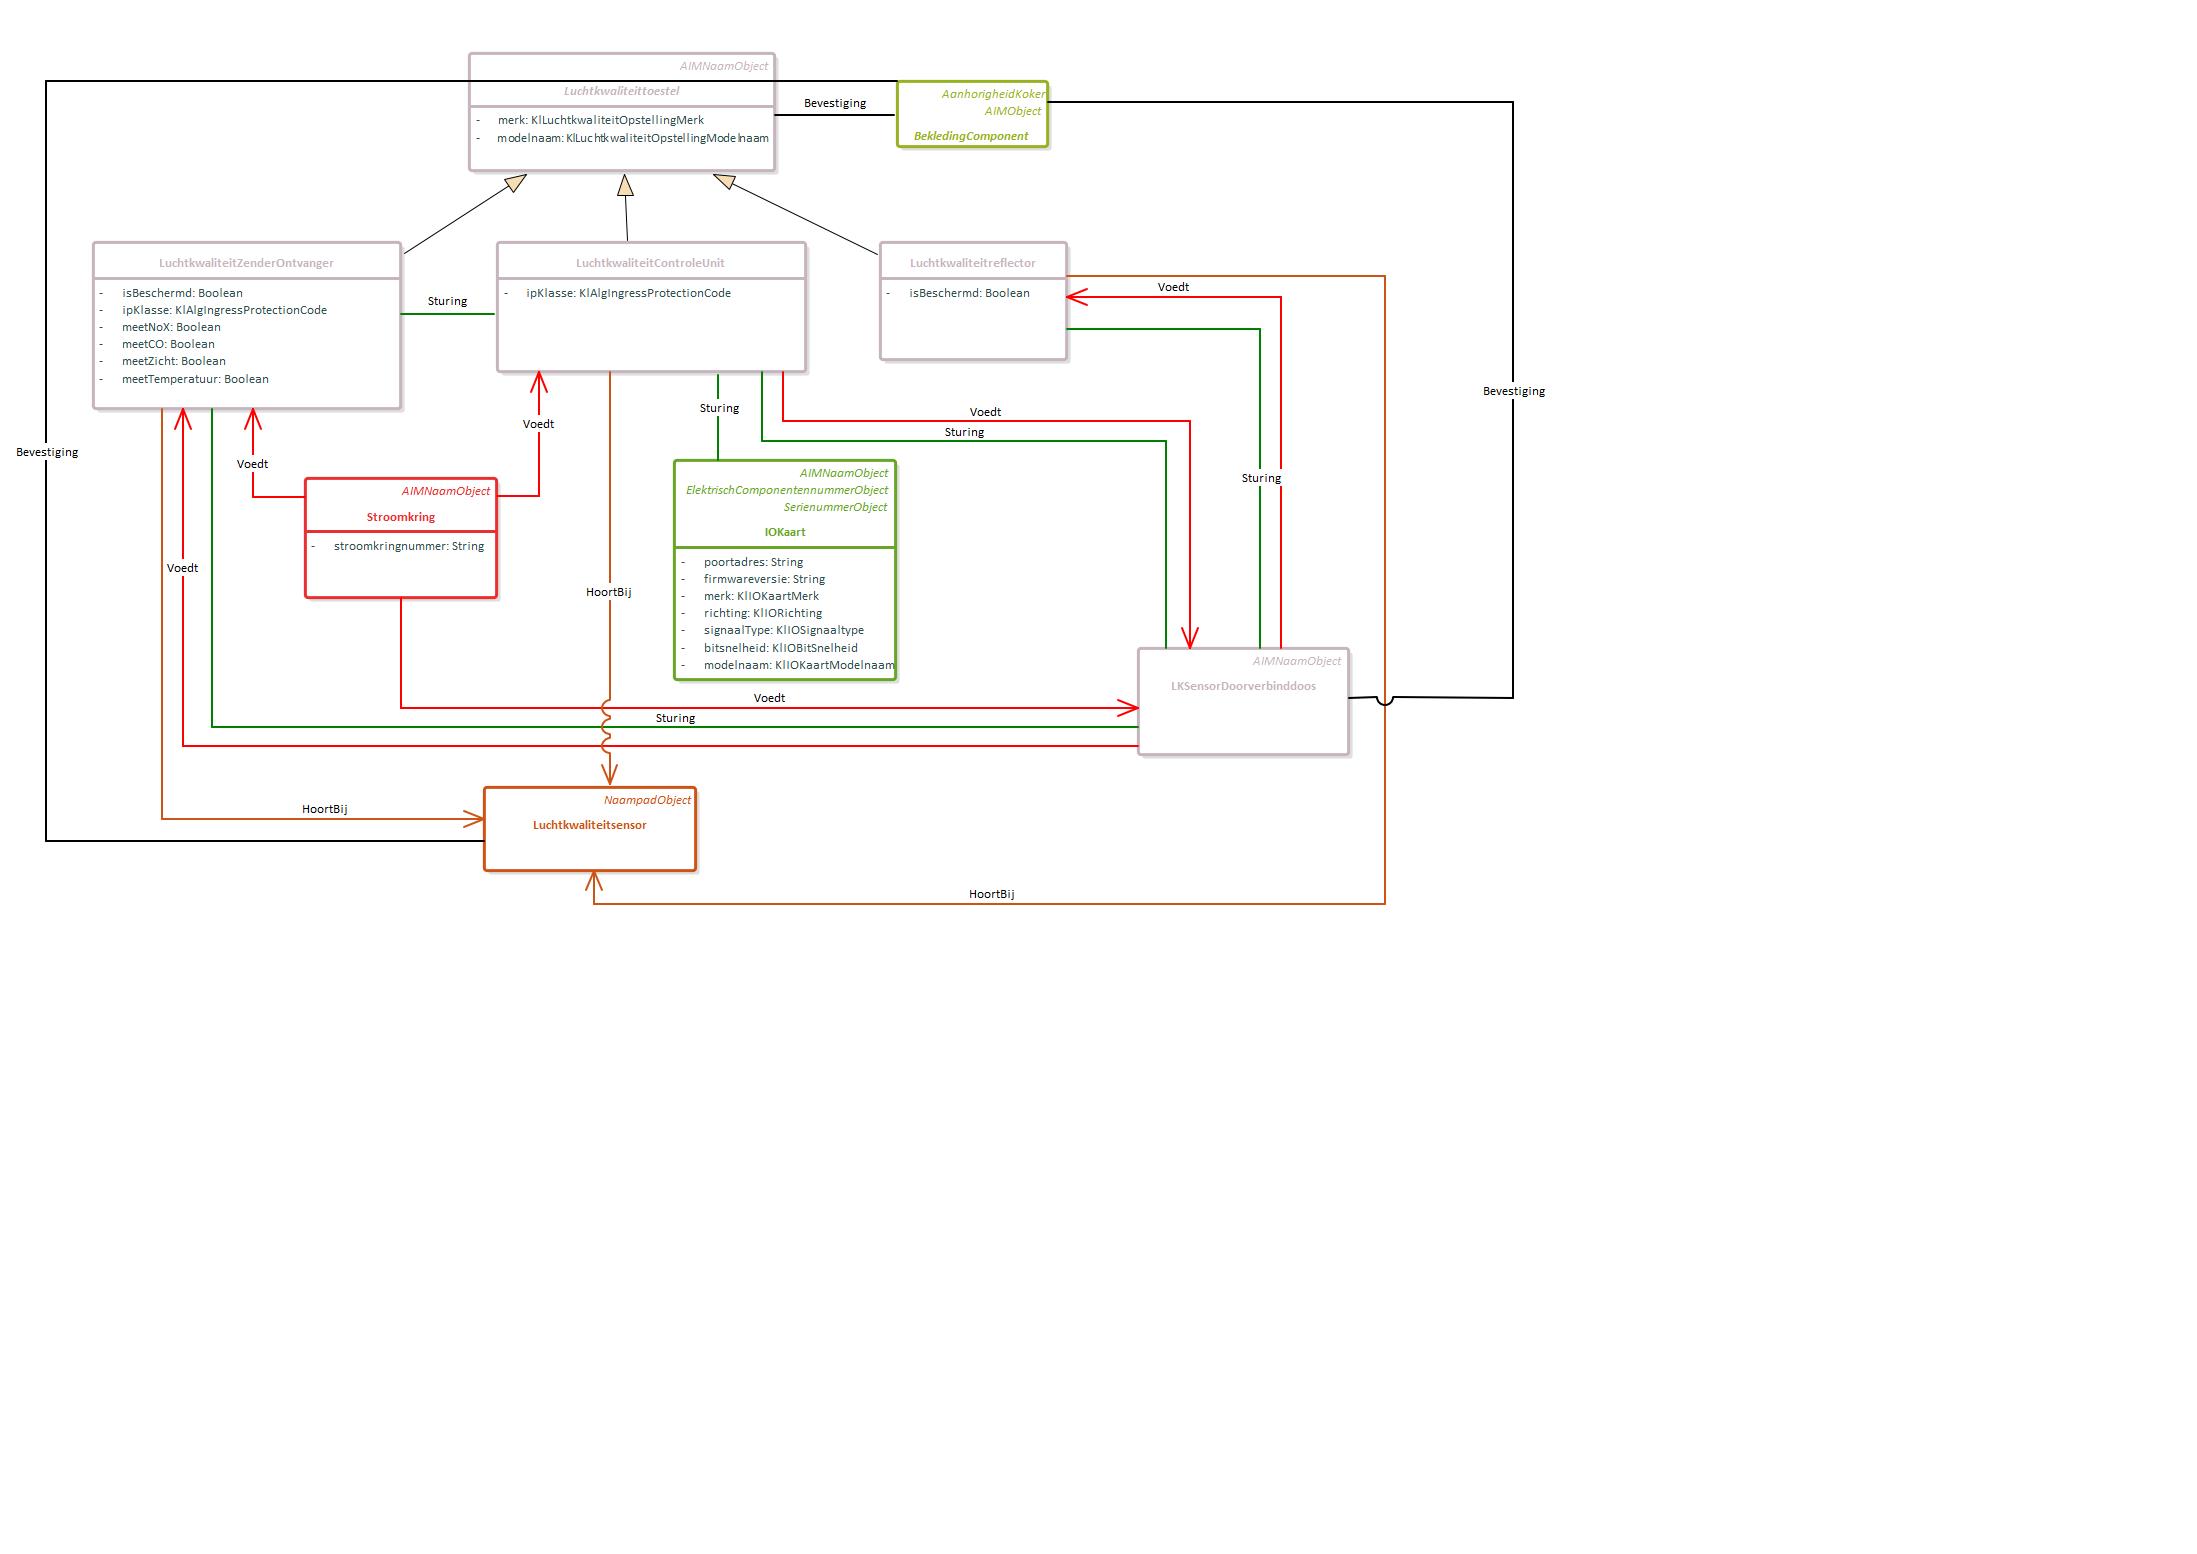 AIMNaamObject
Luchtkwaliteittoestel
- merk: KlLuchtkwaliteitOpstellingMerk
- modelnaam: KlLuchtkwaliteitOpstellingModelnaam
Bevestiging
AanhorigheidKoker
AIMObject
BekledingComponent
LuchtkwaliteitZenderOntvanger
- isBeschermd: Boolean
- ipKlasse: KlAlgIngressProtectionCode
- meetNoX: Boolean
- meetCO: Boolean
- meetZicht: Boolean
- meetTemperatuur: Boolean
Sturing
LuchtkwaliteitControleUnit
- ipKlasse: KlAlgIngressProtectionCode
Luchtkwaliteitreflector
- isBeschermd: Boolean
Voedt
Bevestiging
Sturing
Voedt
Voedt
Sturing
Bevestiging
Voedt
Sturing
AIMNaamObject
Stroomkring
- stroomkringnummer: String
AIMNaamObject
ElektrischComponentennummerObject
SerienummerObject
IOKaart
- poortadres: String
- firmwareversie: String
- merk: KlIOKaartMerk
- richting: KlIORichting
- signaalType: KlIOSignaaltype
- bitsnelheid: KlIOBitSnelheid
- modelnaam: KlIOKaartModelnaam
Voedt
HoortBij
AIMNaamObject
LKSensorDoorverbinddoos
Voedt
Sturing
NaampadObject
Luchtkwaliteitsensor
HoortBij
HoortBij